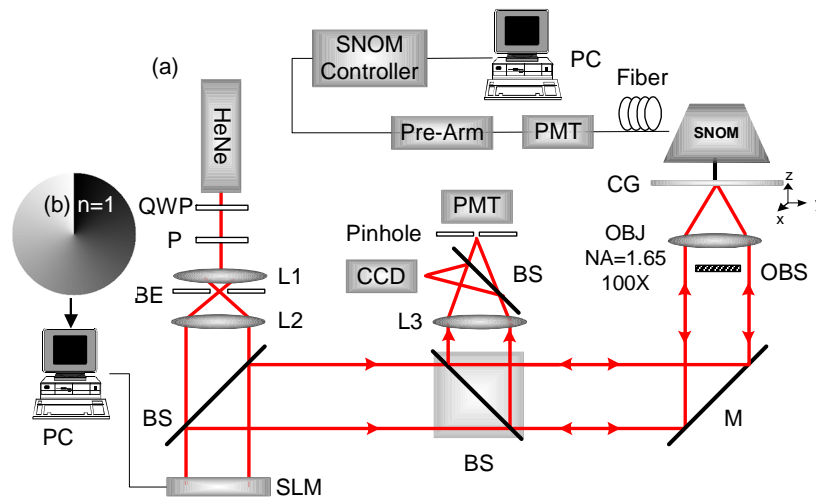 (a)
SNOM
Controller
PC
Fiber
HeNe
Pre-Arm
PMT
SNOM
CG
z
x
y
(b) n=1
QWP
P
PMT
Pinhole
OBJ
NA=1.65
100X
OBS
L1
BE
L2
CCD
BS
L3
PC
BS
BS
M
SLM